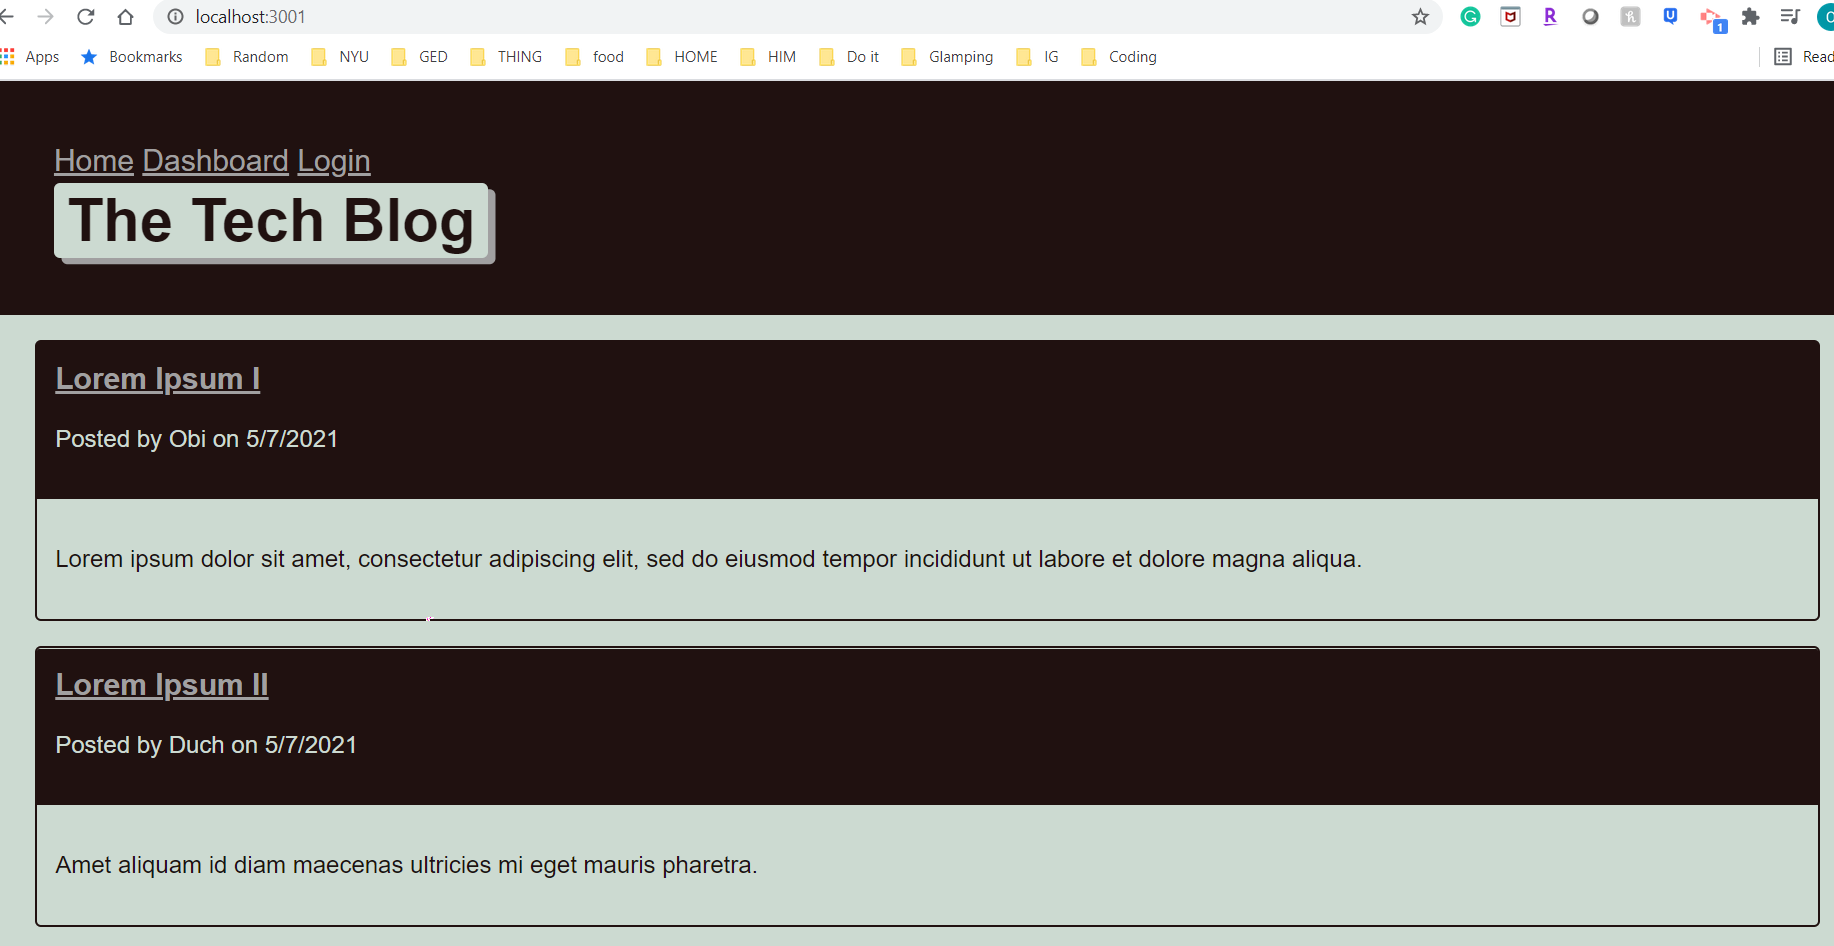 localhost:3001
1
Apps Bookmarks Random NYU GED THING food HOME HIM Do it Glamping IG Coding Read
Home Dashboard Login
The Tech Blog
Lorem Ipsum I
Posted by Obi on 5/7/2021
Lorem ipsum dolor sit amet, consectetur adipiscing elit, sed do eiusmod tempor incididunt ut labore et dolore magna aliqua.
Lorem Ipsum II
Posted by Duch on 5/7/2021
Amet aliquam id diam maecenas ultricies mi eget mauris pharetra.